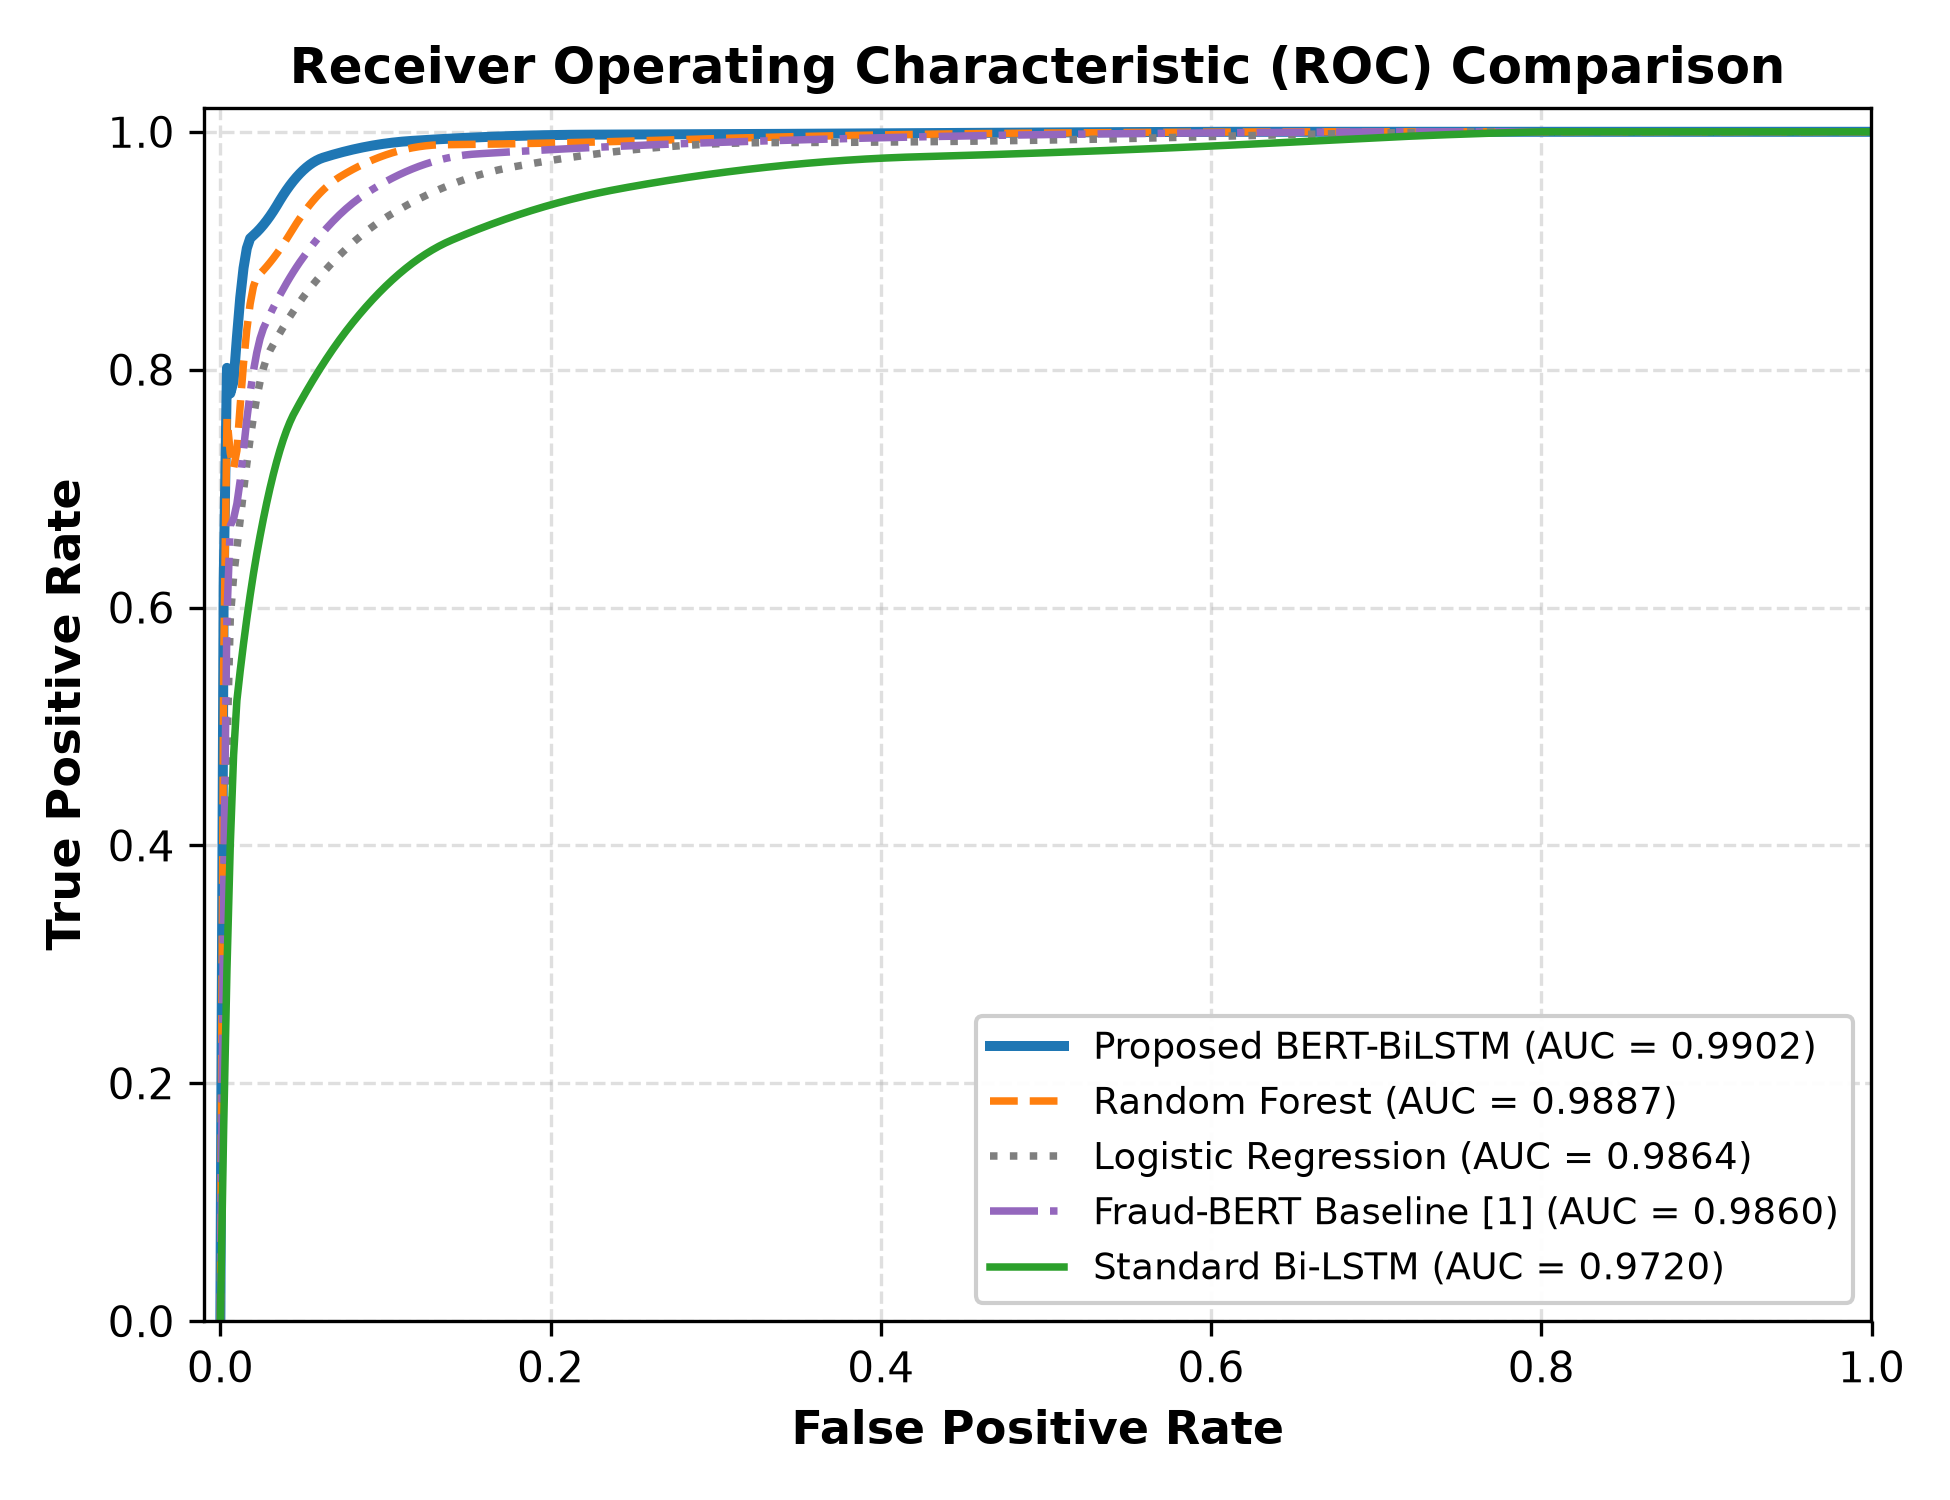 Receiver Operating Characteristic (ROC) Comparison
1.0
0.8
0.6
0.4
0.2
0.0
True Positive Rate
0.0 0.2 0.4 0.6 0.8 1.0
False Positive Rate
Proposed BERT-BiLSTM (AUC = 0.9902)
Random Forest (AUC = 0.9887)
Logistic Regression (AUC = 0.9864)
Fraud-BERT Baseline [1] (AUC = 0.9860)
Standard Bi-LSTM (AUC = 0.9720)